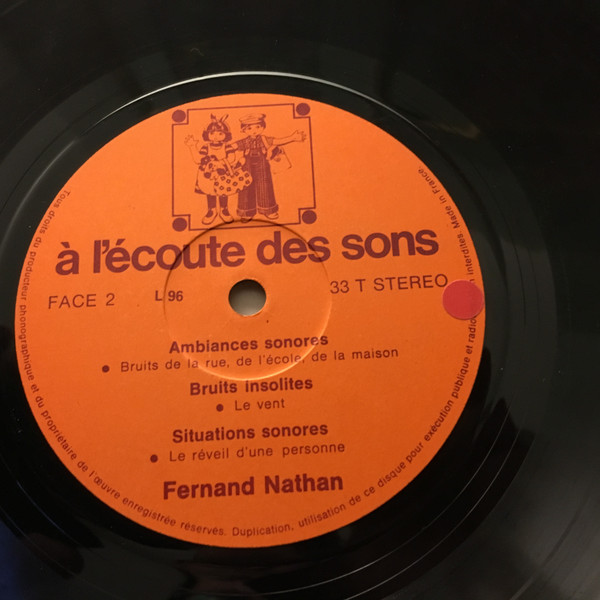 à l'écoute des sons
FACE 2
L 96
33 T STEREO
Ambiances sonores
• Bruits de la rue, de l'école, de la maison
Bruits insolites
• Le vent
Situations sonores
• Le réveil d'une personne
Fernand Nathan
Tous droits du producteur phonographique et du propriétaire de l'œuvre enregistrée réservés. Duplication, utilisation de ce disque pour exécution publique et radio interdites. Made in France